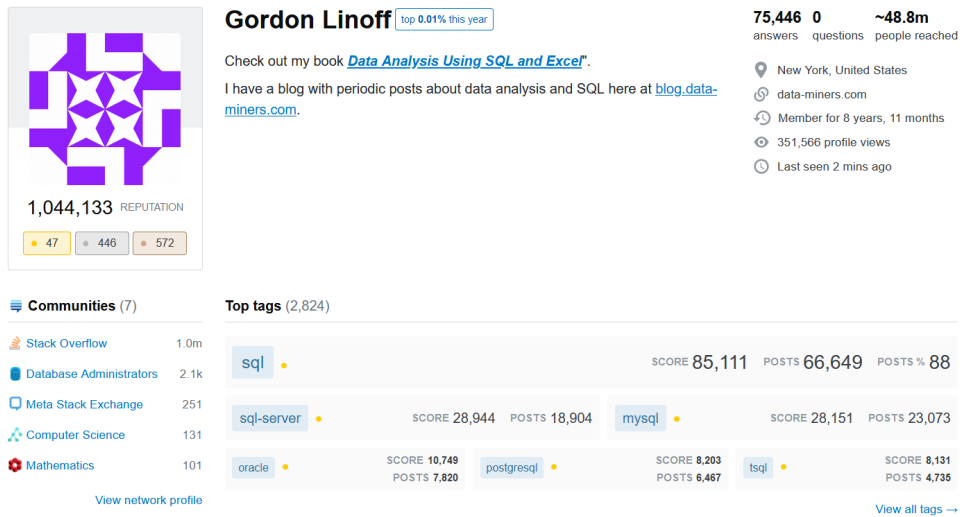 Gordon Linoff top 0.01% this year
Check out my book Data Analysis Using SQL and Excel".
I have a blog with periodic posts about data analysis and SQL here at blog.data-
miners.com.
75,446 0 ~48.8m
answers questions people reached
New York, United States
data-miners.com
Member for 8 years, 11 months
351,566 profile views
Last seen 2 mins ago
1,044,133 REPUTATION
47 446 572
Communities (7)
Stack Overflow 1.0m
Database Administrators 2.1k
Meta Stack Exchange 251
Computer Science 131
Mathematics 101
View network profile
Top tags (2,824)
sql SCORE 85,111 POSTS 66,649 POSTS % 88
sql-server SCORE 28,944 POSTS 18,904
mysql SCORE 28,151 POSTS 23,073
oracle SCORE 10,749
POSTS 7,820
postgresql SCORE 8,203
POSTS 6,467
tsql SCORE 8,131
POSTS 4,735
View all tags →